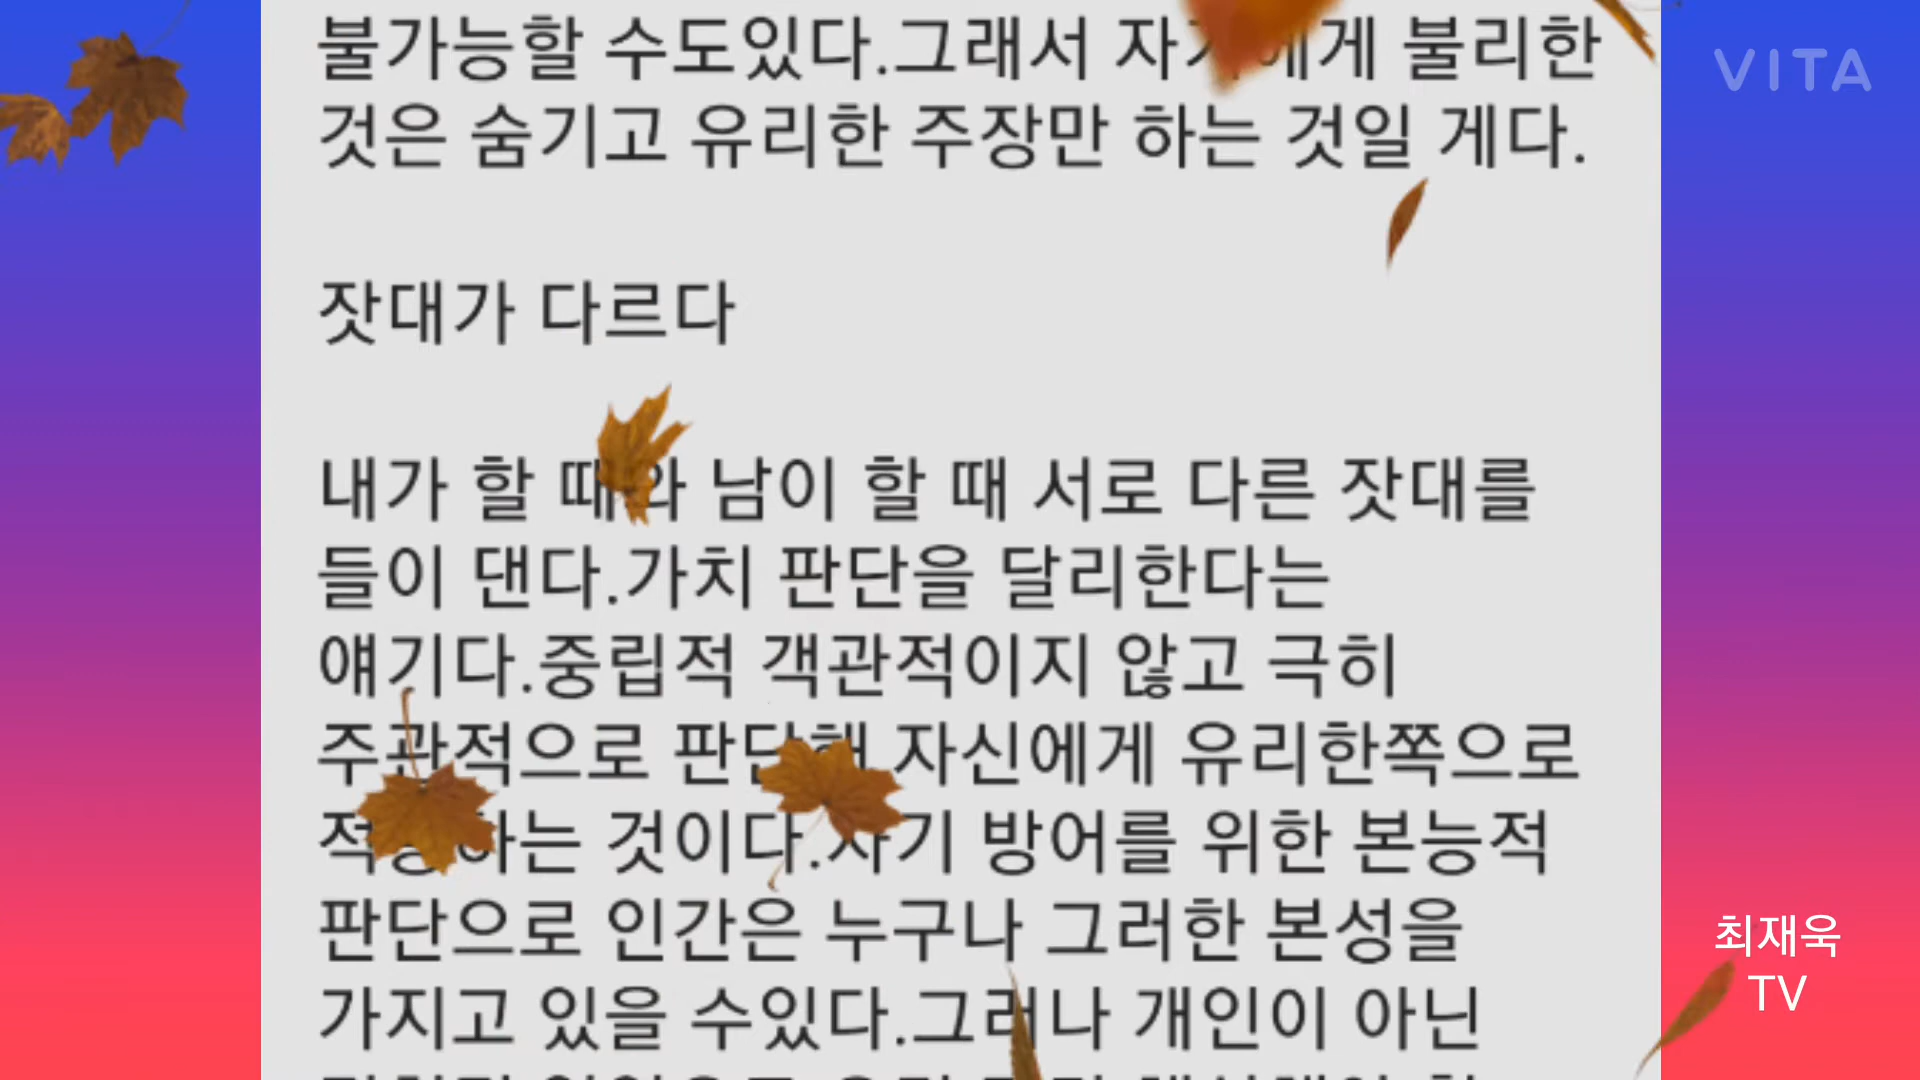 불가능할 수도있다.그래서 불리한
것은 숨기고 유리한 주장만 하는 것일 게다.
잣대가 다르다
내가 할 때와 남이 할 때 서로 다른 잣대를
들이 댄다.가치 판단을 달리한다는
얘기다.중립적 객관적이지 않고 극히
주관적으로 판단해 자신에게 유리한쪽으로
것이다.자기 방어를 위한 본능적
판단으로 인간은 누구나 그러한 본성을
가지고 있을 수있다.그러나 개인이 아닌
VITA
최재욱
TV